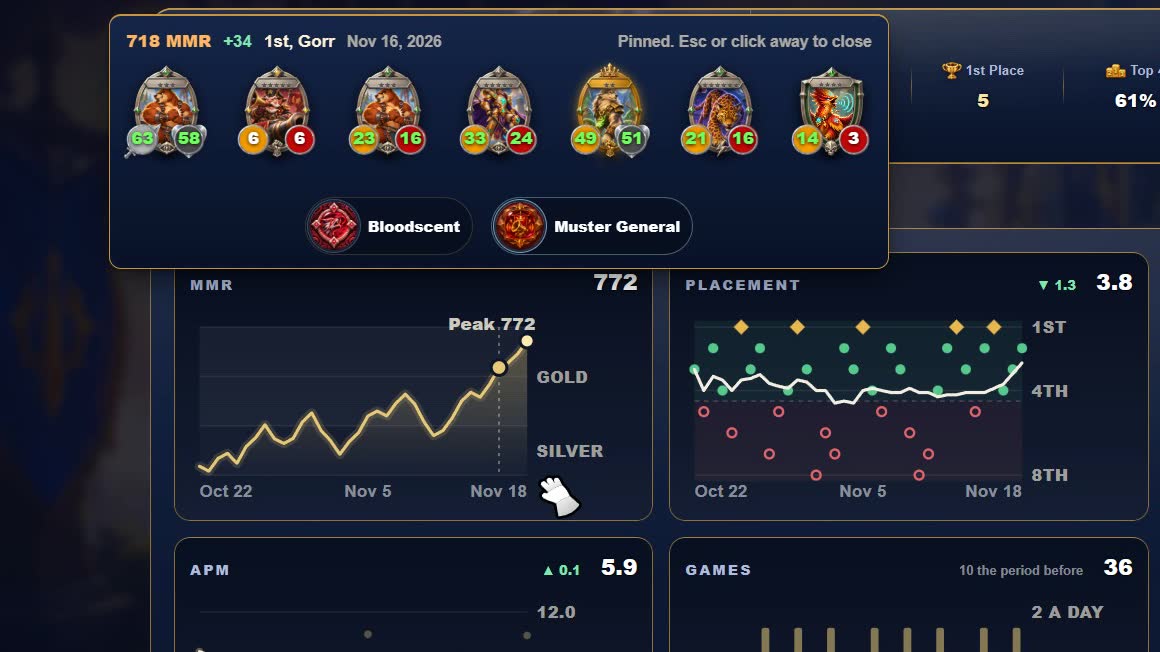 718 MMR +34 1st, Gorr Nov 16, 2026 Pinned. Esc or click away to close
63 58 6 6 23 16 33 24 49 51 21 16 14 3
Bloodscent Muster General
1st Place Top
5 61%
MMR 772
Peak 772
GOLD
SILVER
Oct 22 Nov 5 Nov 18
PLACEMENT ▼ 1.3 3.8
1ST
4TH
8TH
Oct 22 Nov 5 Nov 18
APM ▲ 0.1 5.9
12.0
GAMES 10 the period before 36
2 A DAY